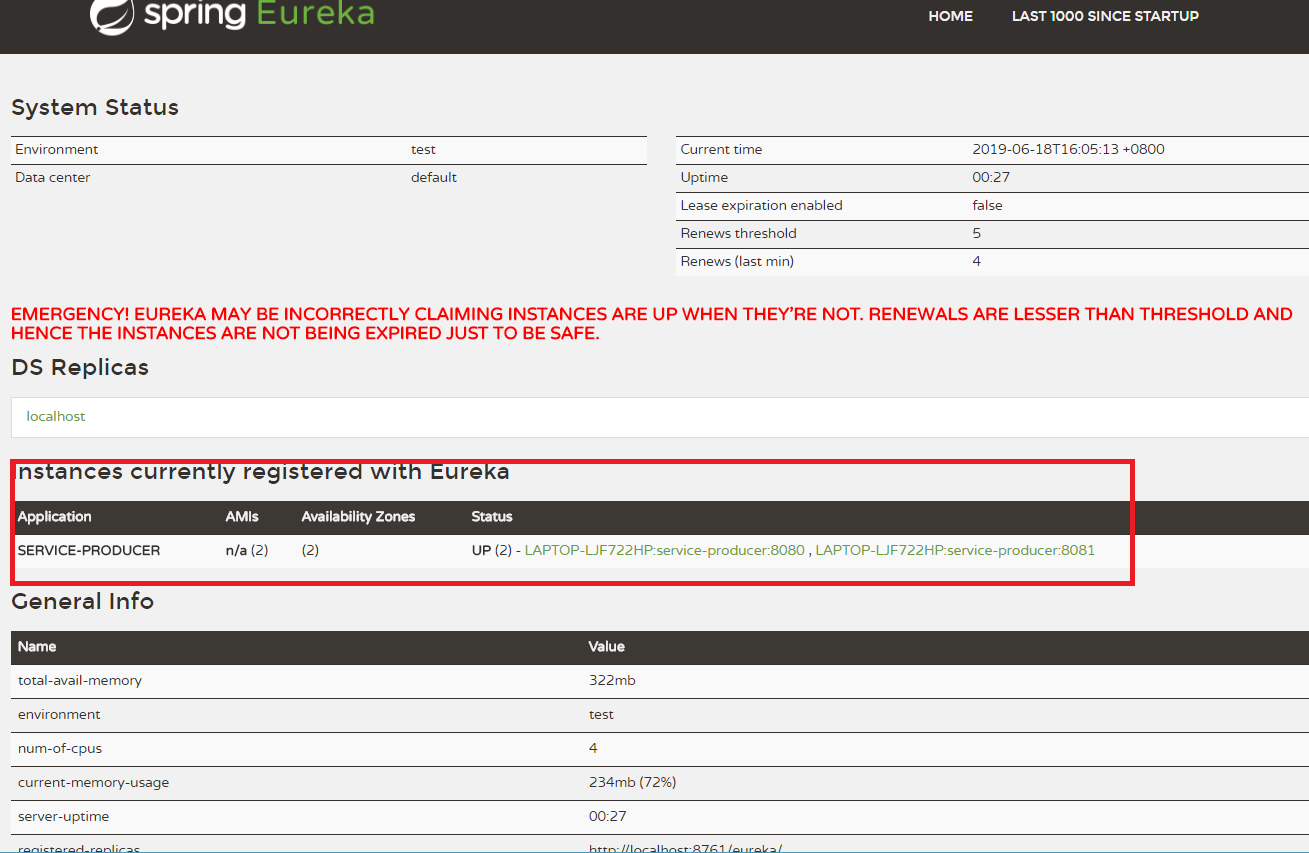 spring Eureka
HOME LAST 1000 SINCE STARTUP
System Status
Environment test
Data center default
Current time 2019-06-18T16:05:13 +0800
Uptime 00:27
Lease expiration enabled false
Renews threshold 5
Renews (last min) 4
EMERGENCY! EUREKA MAY BE INCORRECTLY CLAIMING INSTANCES ARE UP WHEN THEY'RE NOT. RENEWALS ARE LESSER THAN THRESHOLD AND
HENCE THE INSTANCES ARE NOT BEING EXPIRED JUST TO BE SAFE.
DS Replicas
localhost
Instances currently registered with Eureka
Application AMIs Availability Zones Status
SERVICE-PRODUCER n/a (2) (2) UP (2) - LAPTOP-LJF722HP:service-producer:8080 , LAPTOP-LJF722HP:service-producer:8081
General Info
Name Value
total-avail-memory 322mb
environment test
num-of-cpus 4
current-memory-usage 234mb (72%)
server-uptime 00:27
registered-replicas http://localhost:8761/eureka/